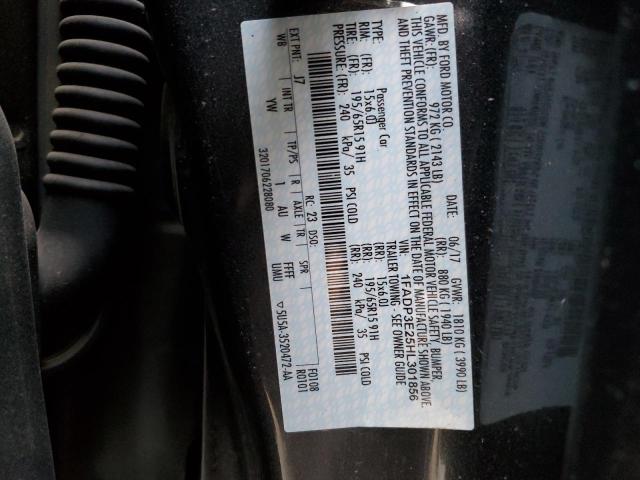 MFD. BY FORD MOTOR CO.
06/17 GVWR: 1810 KG ( 3990 LB)
GAWR: (FR) 972 KG ( 2143 LB) (RR) 880 KG ( 1940 LB)
THIS VEHICLE CONFORMS TO ALL APPLICABLE FEDERAL MOTOR VEHICLE SAFETY, BUMPER
AND THEFT PREVENTION STANDARDS IN EFFECT ON THE DATE OF MANUFACTURE SHOWN ABOVE.
VIN: 1FADP3E25HL301856
TYPE: Passenger Car TRAILER TOWING - SEE OWNER GUIDE
RIM: (FR) 15x6.0J (RR) 15x6.0J
TIRE: (FR) 195/65R15 91H (RR) 195/65R15 91H
PRESSURE: (FR) 240 kPa/ 35 PSI COLD (RR) 240 kPa/ 35 PSI COLD
EXT PNT: J7 RC: 23 DSO: F0108
R0101
WB INT TR TP/PS R AXLE TR SPR
YW 1 AU W FFFF UMU
3201706228080 5U5A-3520472-AA